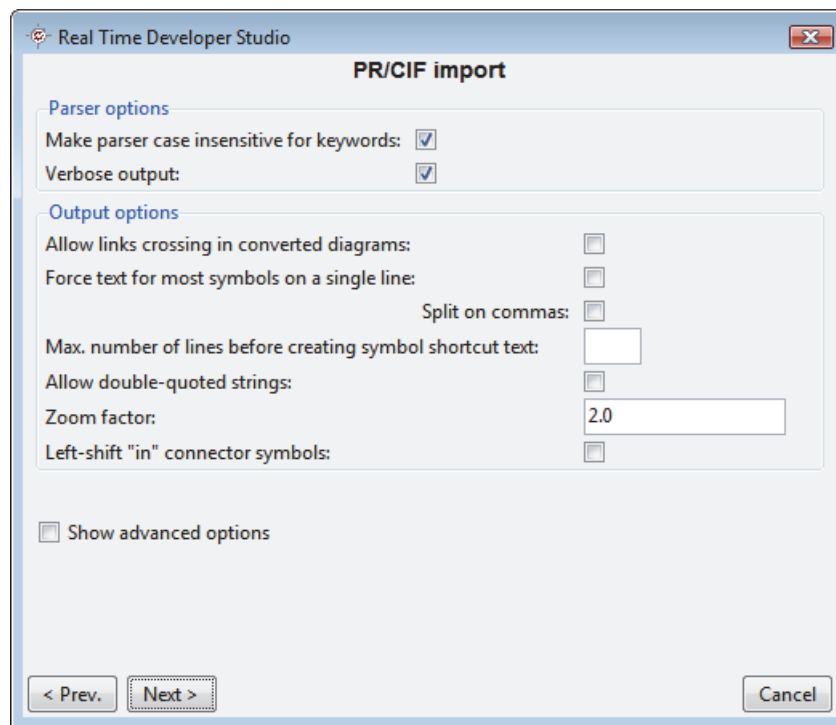 Real Time Developer Studio
PR/CIF import
Parser options
Make parser case insensitive for keywords:
Verbose output:
Output options
Allow links crossing in converted diagrams:
Force text for most symbols on a single line:
Split on commas:
Max. number of lines before creating symbol shortcut text:
Allow double-quoted strings:
Zoom factor: 2.0
Left-shift "in" connector symbols:
Show advanced options
< Prev. Next > Cancel